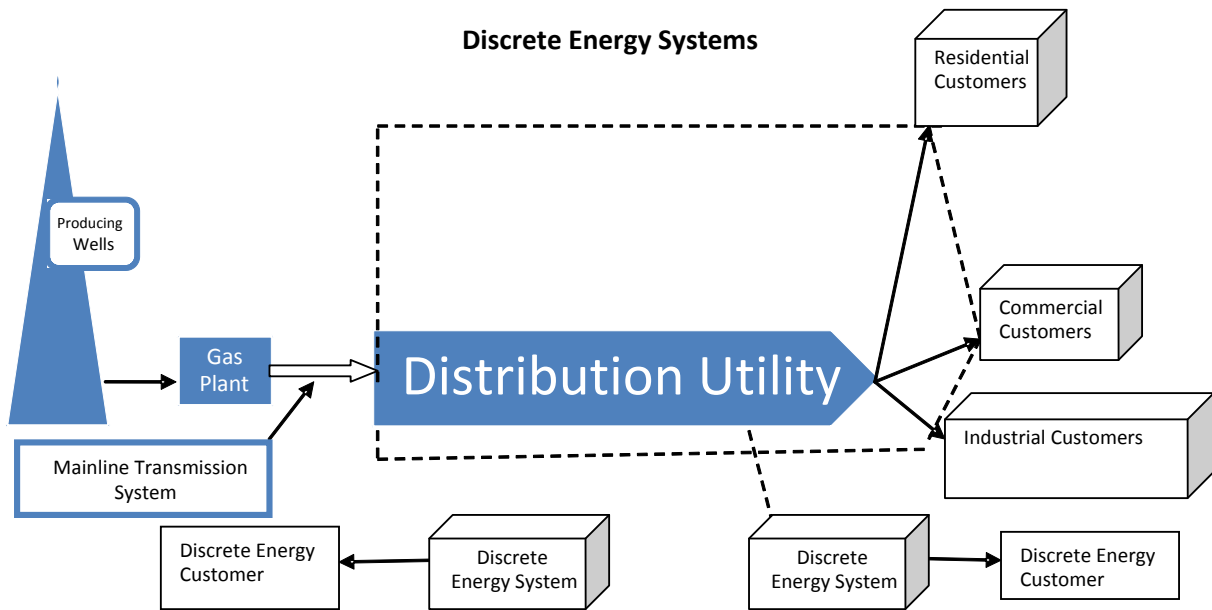 Discrete Energy Systems
Residential
Customers
Producing
Wells
Commercial
Customers
Gas
Plant
Distribution Utility
Industrial Customers
Mainline Transmission
System
Discrete Energy
Customer
Discrete
Energy System
Discrete
Energy System
Discrete Energy
Customer